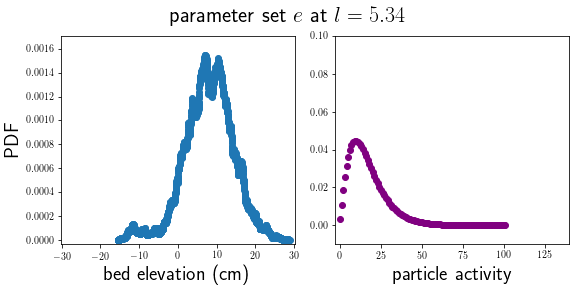 parameter set e at l = 5.34
PDF
0.0016
0.0014
0.0012
0.0010
0.0008
0.0006
0.0004
0.0002
0.0000
−30 −20 −10 0 10 20 30
bed elevation (cm)
0.10
0.08
0.06
0.04
0.02
0.00
0 25 50 75 100 125
particle activity